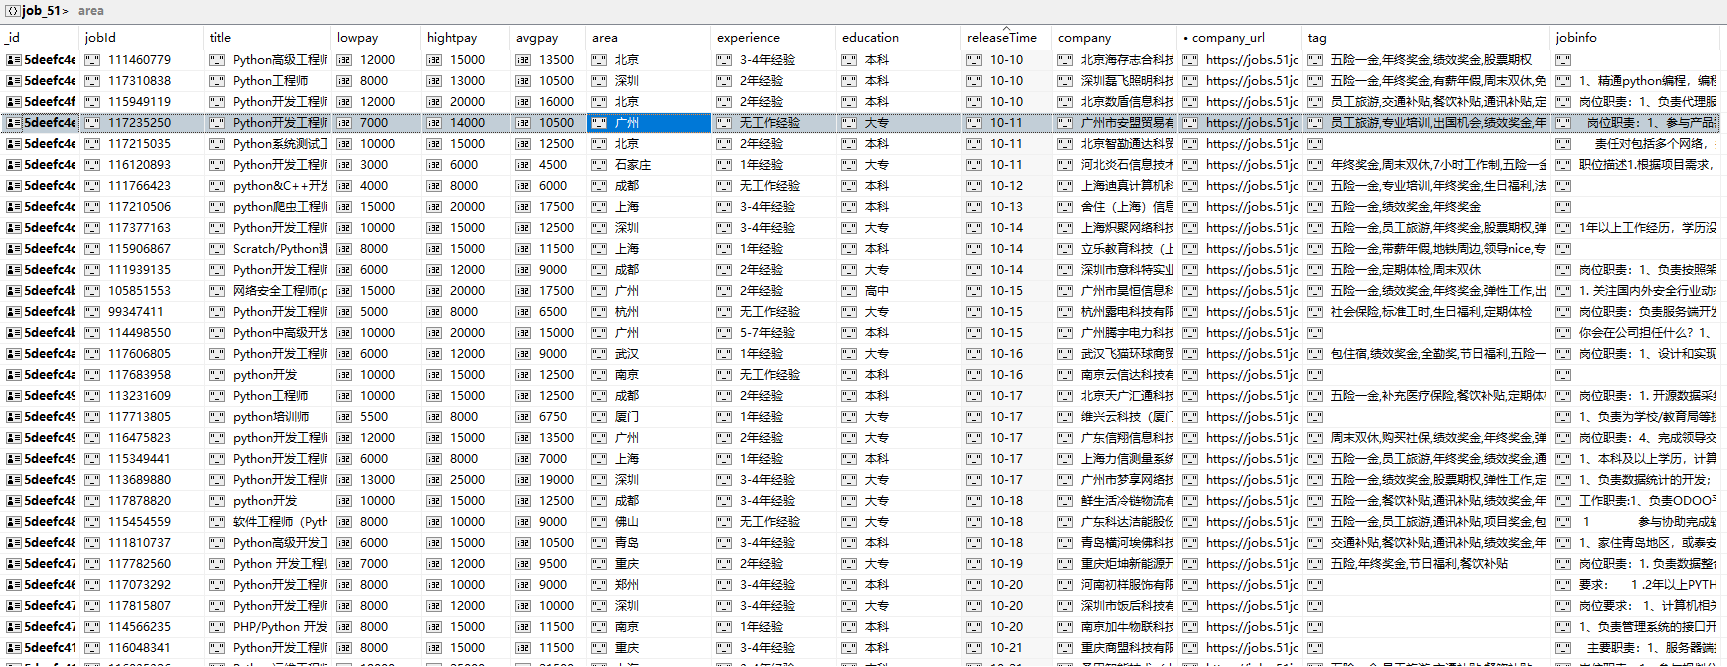 job_51> area
_id jobId title lowpay hightpay avgpay area experience education releaseTime company • company_url tag jobinfo
5deefc4e 111460779 Python高级工程师 12000 15000 13500 北京 3-4年经验 本科 10-10 北京海存志合科技 https://jobs.51jc 五险一金,年终奖金,绩效奖金,股票期权
5deefc4e 117310838 Python工程师 8000 13000 10500 深圳 2年经验 本科 10-10 深圳磊飞照明科技 https://jobs.51jc 五险一金,年终奖金,有薪年假,周末双休,免 1、精通python编程，编程
5deefc4f 115949119 Python开发工程师 12000 20000 16000 北京 2年经验 本科 10-10 北京数盾信息科技 https://jobs.51jc 员工旅游,交通补贴,餐饮补贴,通讯补贴,定 岗位职责：1、负责代理服
5deefc4e 117235250 Python开发工程师 7000 14000 10500 广州 无工作经验 大专 10-11 广州市安盟贸易有 https://jobs.51jc 员工旅游,专业培训,出国机会,绩效奖金,年 岗位职责：1、参与产品
5deefc4e 117215035 Python系统测试工 10000 15000 12500 北京 2年经验 本科 10-11 北京智勤通达科贸 https://jobs.51jc 责任对包括多个网络，
5deefc4e 116120893 Python开发工程师 3000 6000 4500 石家庄 1年经验 大专 10-11 河北炎石信息技术 https://jobs.51jc 年终奖金,周末双休,7小时工作制,五险一金 职位描述1.根据项目需求，
5deefc4c 111766423 python&C++开发 4000 8000 6000 成都 无工作经验 本科 10-12 上海迪真计算机科 https://jobs.51jc 五险一金,专业培训,年终奖金,生日福利,法
5deefc4c 117210506 python爬虫工程师 15000 20000 17500 上海 3-4年经验 本科 10-13 舍住（上海）信息 https://jobs.51jc 五险一金,绩效奖金,年终奖金
5deefc4c 117377163 Python开发工程师 10000 15000 12500 深圳 3-4年经验 大专 10-14 上海炽聚网络科技 https://jobs.51jc 五险一金,员工旅游,年终奖金,股票期权,弹 1年以上工作经历，学历没
5deefc4c 115906867 Scratch/Python课 8000 15000 11500 上海 1年经验 本科 10-14 立乐教育科技（上 https://jobs.51jc 五险一金,带薪年假,地铁周边,领导nice,专
5deefc4c 111939135 Python开发工程师 6000 12000 9000 成都 2年经验 大专 10-14 深圳市意科特实业 https://jobs.51jc 五险一金,定期体检,周末双休 岗位职责：1、负责按照架
5deefc4b 105851553 网络安全工程师(p 15000 20000 17500 广州 2年经验 高中 10-15 广州市昊恒信息科 https://jobs.51jc 五险一金,绩效奖金,年终奖金,弹性工作,出 1. 关注国内外安全行业动
5deefc4b 99347411 Python开发工程师 5000 8000 6500 杭州 无工作经验 大专 10-15 杭州露电科技有限 https://jobs.51jc 社会保险,标准工时,生日福利,定期体检 岗位职责：负责服务端开发
5deefc4b 114498550 Python中高级开发 10000 20000 15000 广州 5-7年经验 本科 10-15 广州腾宇电力科技 https://jobs.51jc 你会在公司担任什么？1、
5deefc4a 117606805 Python开发工程师 6000 12000 9000 武汉 1年经验 大专 10-16 武汉飞猫环球商贸 https://jobs.51jc 包住宿,绩效奖金,全勤奖,节日福利,五险一 岗位职责：1、设计和实现
5deefc4a 117683958 python开发 10000 15000 12500 南京 无工作经验 本科 10-16 南京云信达科技有 https://jobs.51jc
5deefc49 113231609 Python工程师 10000 15000 12500 成都 2年经验 本科 10-17 北京天广汇通科技 https://jobs.51jc 五险一金,补充医疗保险,餐饮补贴,定期体 岗位职责：1. 开源数据采集
5deefc49 117713805 python培训师 5500 8000 6750 厦门 1年经验 大专 10-17 维兴云科技（厦门 https://jobs.51jc 1、负责为学校/教育局等提
5deefc49 116475823 python开发工程师 12000 15000 13500 广州 2年经验 大专 10-17 广东信翔信息科技 https://jobs.51jc 周末双休,购买社保,绩效奖金,年终奖金,弹 岗位职责：4、完成领导交
5deefc49 115349441 Python开发工程师 6000 8000 7000 上海 1年经验 本科 10-17 上海力信测量系统 https://jobs.51jc 五险一金,员工旅游,年终奖金,绩效奖金,通 1、本科及以上学历，计算
5deefc49 113689880 Python开发工程师 13000 25000 19000 深圳 3-4年经验 大专 10-17 广州市梦享网络技 https://jobs.51jc 五险一金,绩效奖金,股票期权,弹性工作,定 1、负责数据统计的开发；
5deefc48 117878820 python开发 10000 15000 12500 成都 3-4年经验 大专 10-18 鲜生活冷链物流有 https://jobs.51jc 五险一金,餐饮补贴,通讯补贴,绩效奖金,年 工作职责:1、负责ODOO平
5deefc48 115454559 软件工程师（Pyth 8000 10000 9000 佛山 无工作经验 大专 10-18 广东科达洁能股份 https://jobs.51jc 五险一金,员工旅游,通讯补贴,项目奖金,包 1 参与协助完成软
5deefc48 111810737 Python高级开发工 6000 15000 10500 青岛 3-4年经验 本科 10-18 青岛横河埃佛科技 https://jobs.51jc 交通补贴,餐饮补贴,通讯补贴,绩效奖金,年 1、家住青岛地区，或泰安
5deefc47 117782560 Python 开发工程师 7000 12000 9500 重庆 2年经验 大专 10-19 重庆炬坤新能源开 https://jobs.51jc 五险,年终奖金,节日福利,餐饮补贴 岗位职责：1. 负责数据整合
5deefc46 117073292 Python开发工程师 8000 10000 9000 郑州 3-4年经验 本科 10-20 河南初样服饰有限 https://jobs.51jc 要求： 1 .2年以上PYTH
5deefc47 117815807 Python开发工程师 8000 12000 10000 深圳 3-4年经验 大专 10-20 深圳市饭后科技有 https://jobs.51jc 岗位要求： 1、计算机相关
5deefc47 114566235 PHP/Python 开发 8000 15000 11500 南京 1年经验 本科 10-20 南京加牛物联科技 https://jobs.51jc 1、负责管理系统的接口开
5deefc41 116048341 Python开发工程师 8000 15000 11500 重庆 3-4年经验 本科 10-21 重庆商盟科技有限 https://jobs.51jc 主要职责：1、服务器端